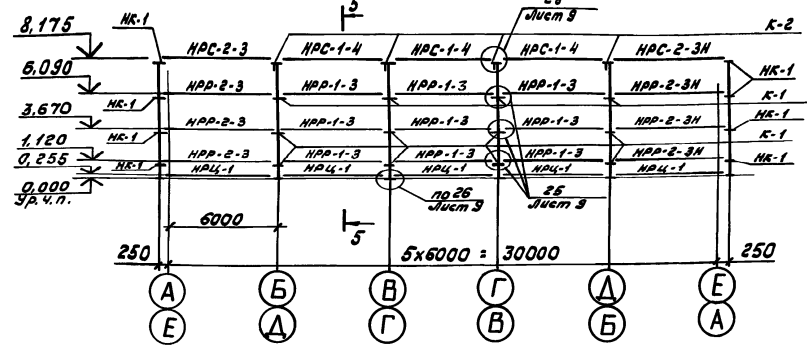 5
26
Лист 9
8,175
НК-1
К-2
НРС-2-3 НРС-1-4 НРС-1-4 НРС-1-4 НРС-2-3Н
6,090
НРР-2-3 НРР-1-3 НРР-1-3 НРР-1-3 НРР-2-3Н
НК-1
НК-1
К-1
3,670
НРР-2-3 НРР-1-3 НРР-1-3 НРР-1-3 НРР-2-3Н
НК-1
НК-1
К-1
1,120
НРР-2-3 НРР-1-3 НРР-1-3 НРР-1-3 НРР-2-3Н
0,255
НК-1 НРЦ-1 НРЦ-1 НРЦ-1 НРЦ-1 НРЦ-1 НК-1
0,000
Ур.ч.п.
по 26
Лист 9
26
Лист 9
6000
5
250 5х6000 = 30000 250
А Б В Г Д Е
Е Д Г В Б А